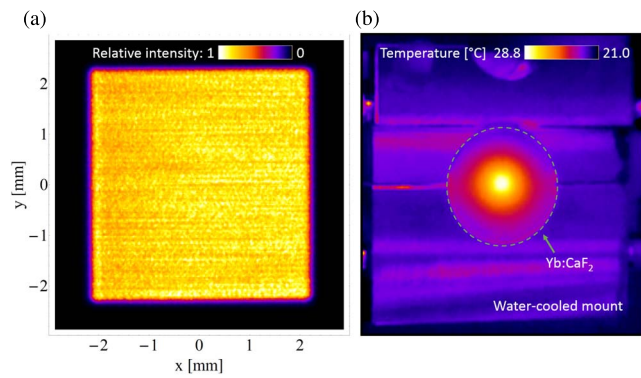 (a)
(b)
Relative intensity: 1 0
Temperature [°C] 28.8 21.0
2
1
0
−1
−2
y [mm]
−2 −1 0 1 2
x [mm]
Yb:CaF₂
Water-cooled mount